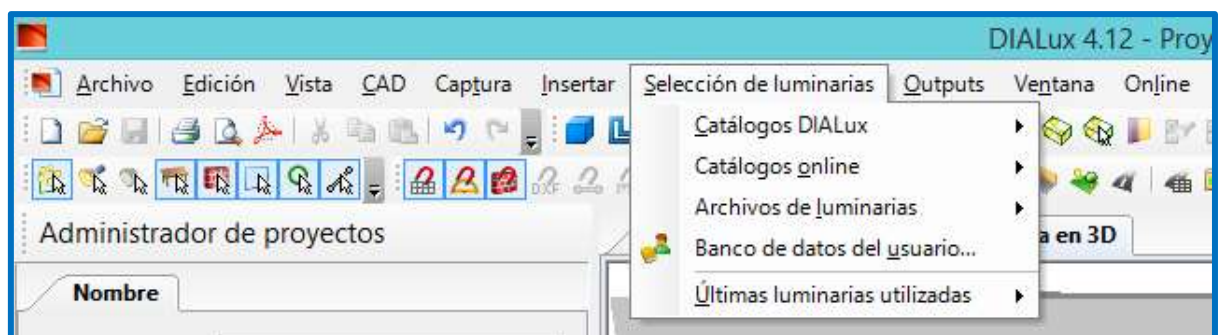 DIALux 4.12 - Proy
Archivo Edición Vista CAD Captura Insertar Selección de luminarias Outputs Ventana Online
Catálogos DIALux
Catálogos online
Archivos de luminarias
Banco de datos del usuario...
Últimas luminarias utilizadas
Administrador de proyectos
a en 3D
Nombre